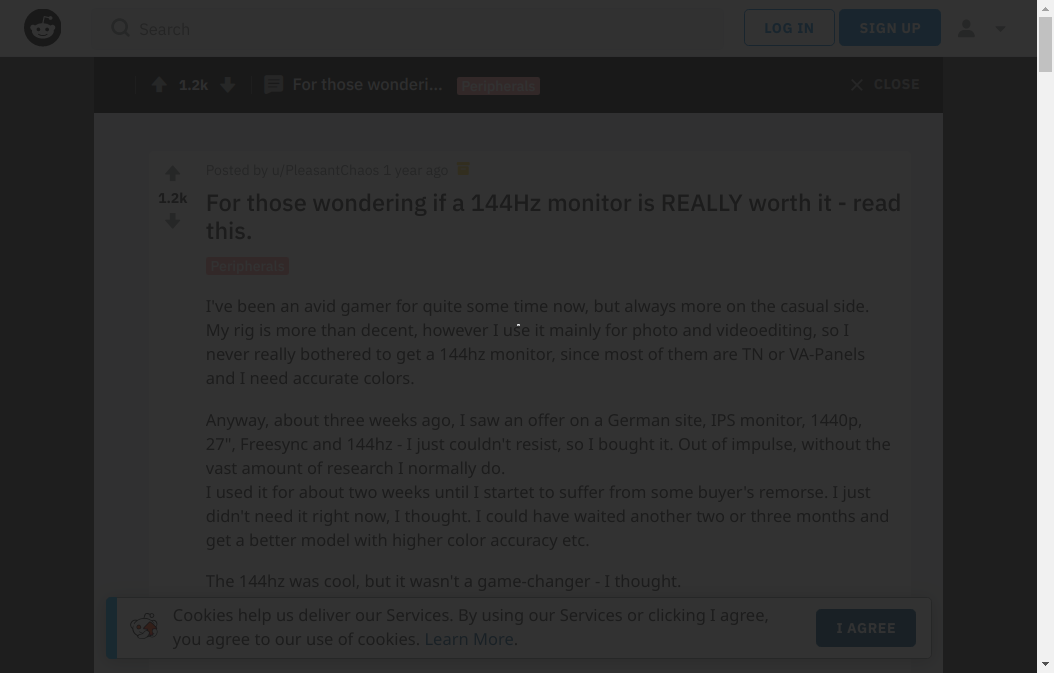 Search
LOG IN
SIGN UP
1.2k
For those wonderi...
Peripherals
CLOSE
Posted by u/PleasantChaos 1 year ago
1.2k
For those wondering if a 144Hz monitor is REALLY worth it - read
this.
Peripherals
I've been an avid gamer for quite some time now, but always more on the casual side.
My rig is more than decent, however I use it mainly for photo and videoediting, so I
never really bothered to get a 144hz monitor, since most of them are TN or VA-Panels
and I need accurate colors.
Anyway, about three weeks ago, I saw an offer on a German site, IPS monitor, 1440p,
27", Freesync and 144hz - I just couldn't resist, so I bought it. Out of impulse, without the
vast amount of research I normally do.
I used it for about two weeks until I startet to suffer from some buyer's remorse. I just
didn't need it right now, I thought. I could have waited another two or three months and
get a better model with higher color accuracy etc.
The 144hz was cool, but it wasn't a game-changer - I thought.
Cookies help us deliver our Services. By using our Services or clicking I agree,
you agree to our use of cookies. Learn More.
I AGREE